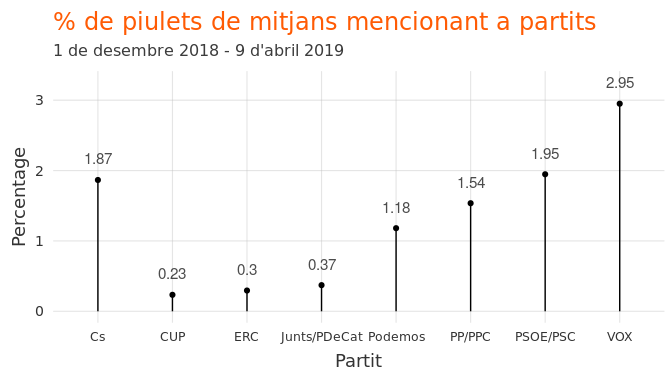 % de piulets de mitjans mencionant a partits
1 de desembre 2018 - 9 d'abril 2019
Percentage
3
2
1
0
1.87
0.23
0.3
0.37
1.18
1.54
1.95
2.95
Cs
CUP
ERC
Junts/PDeCat
Podemos
PP/PPC
PSOE/PSC
VOX
Partit